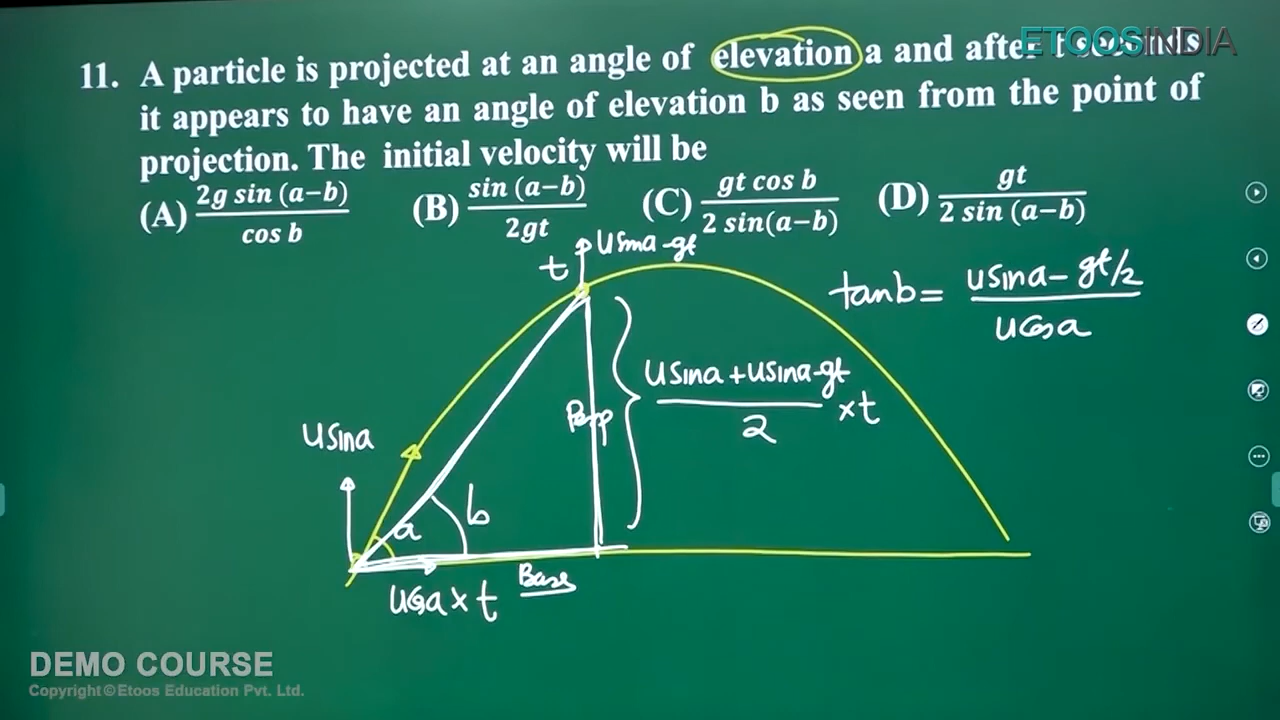 ETOOSINDIA
11. A particle is projected at an angle of elevation a and after t seconds
it appears to have an angle of elevation b as seen from the point of
projection. The initial velocity will be
(A) 2g sin (a−b) / cos b (B) sin (a−b) / 2gt (C) gt cos b / 2 sin(a−b) (D) gt / 2 sin (a−b)
t
usina-gt
tanb = usina - gt/2 / ucosa
usina + usina-gt / 2 × t
Perp
usina
a
b
ucosa × t
Base
DEMO COURSE
Copyright © Etoos Education Pvt. Ltd.